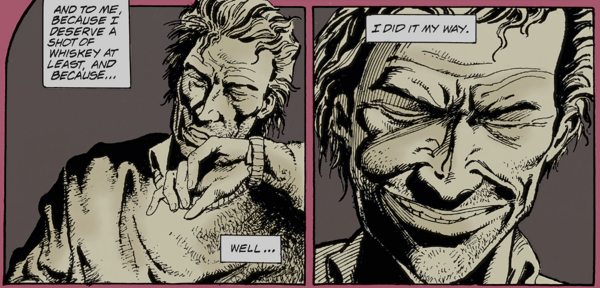 AND TO ME,
BECAUSE I
DESERVE A
SHOT OF
WHISKEY AT
LEAST, AND
BECAUSE...
WELL...
I DID IT MY WAY.